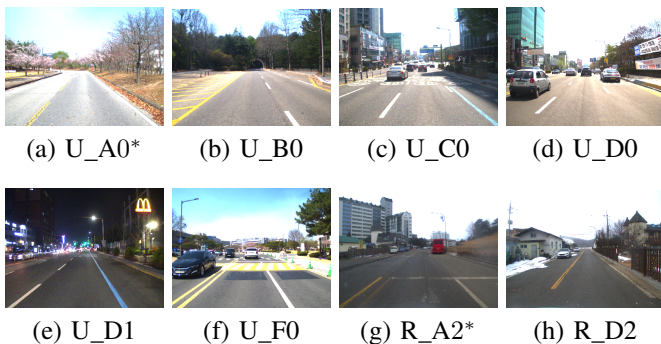 (a) U_A0*
(b) U_B0
(c) U_C0
(d) U_D0
(e) U_D1
(f) U_F0
(g) R_A2*
(h) R_D2